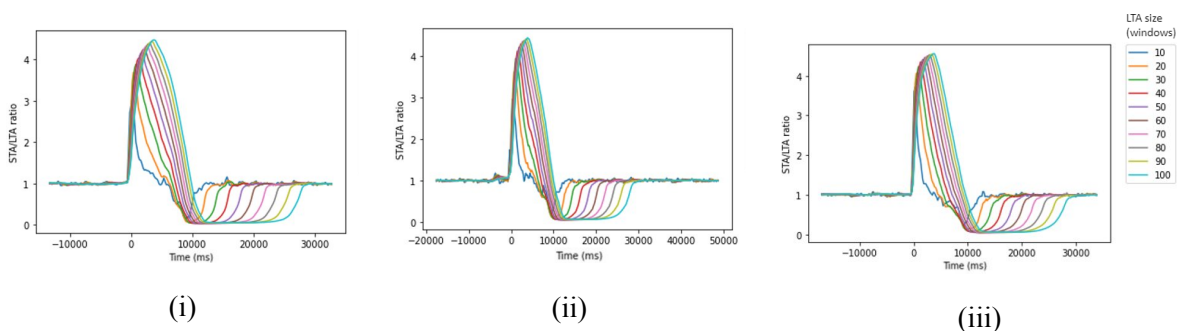 STA/LTA ratio
4
3
2
1
0
−10000 0 10000 20000 30000
Time (ms)
(i)
STA/LTA ratio
4
3
2
1
0
−20000 −10000 0 10000 20000 30000 40000 50000
Time (ms)
(ii)
STA/LTA ratio
4
3
2
1
0
−10000 0 10000 20000 30000
Time (ms)
(iii)
LTA size
(windows)
10
20
30
40
50
60
70
80
90
100